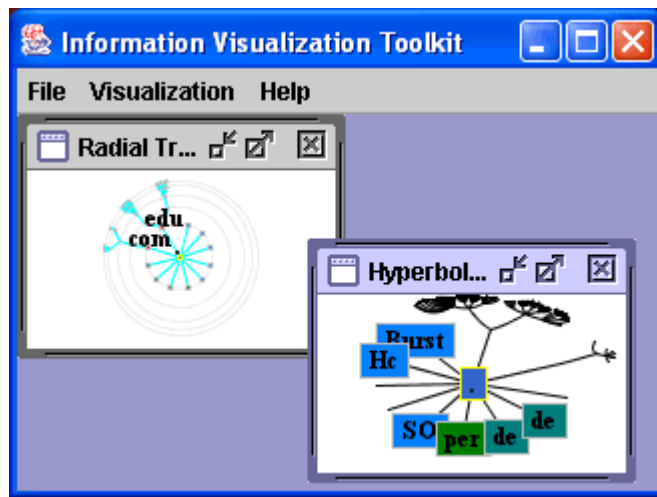 Information Visualization Toolkit
File Visualization Help
Radial Tr...
edu
com
Hyperbol...
Burst
Hc
.
SO
per
de
de